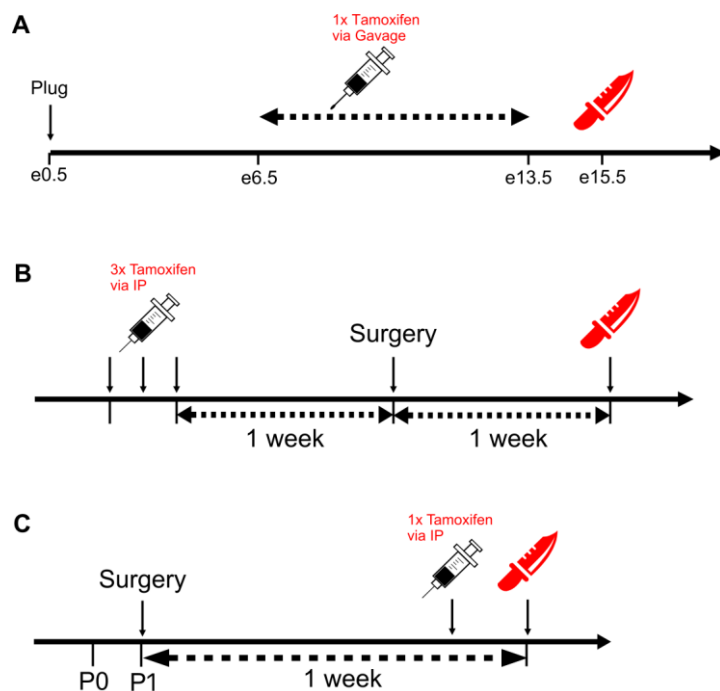 A
1x Tamoxifen
via Gavage
Plug
e0.5
e6.5
e13.5
e15.5
B
3x Tamoxifen
via IP
Surgery
1 week
1 week
C
1x Tamoxifen
via IP
Surgery
P0
P1
1 week